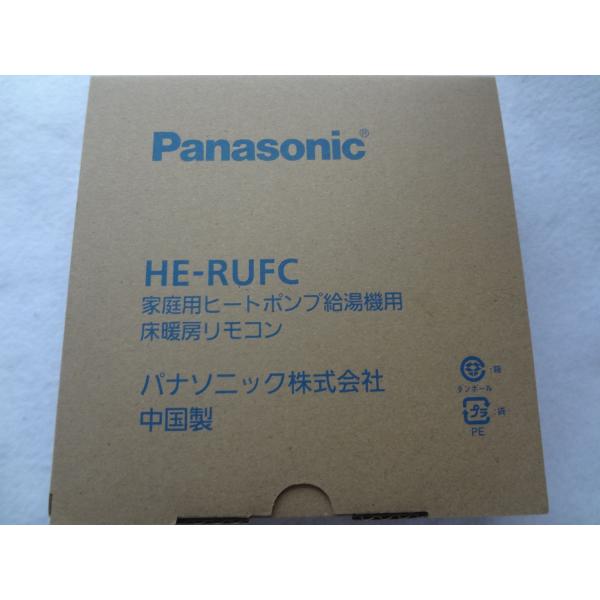 Panasonic®
HE-RUFC
家庭用ヒートポンプ給湯機用
床暖房リモコン
パナソニック株式会社
中国製
:箱
ダンボール
プラ :袋
PE